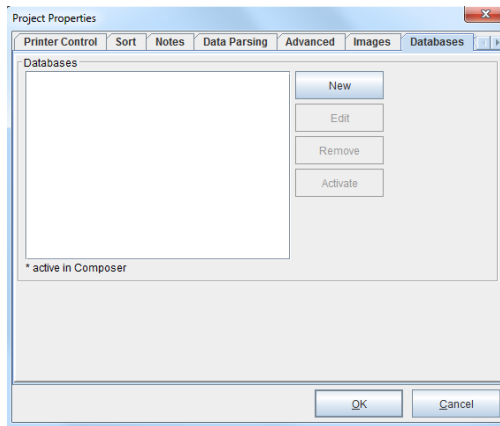 Project Properties
Printer Control Sort Notes Data Parsing Advanced Images Databases
Databases
New
Edit
Remove
Activate
* active in Composer
OK Cancel